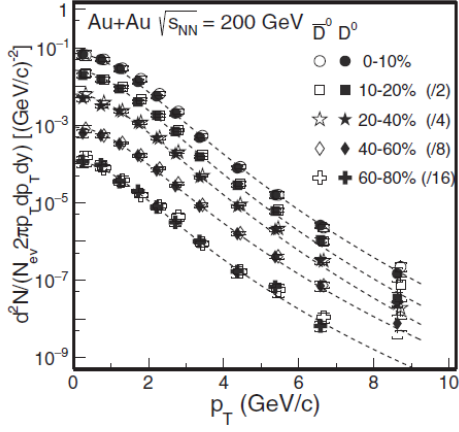 Au+Au √s_NN = 200 GeV D̅⁰ D⁰
0-10%
10-20% (/2)
20-40% (/4)
40-60% (/8)
60-80% (/16)
d²N/(N_ev 2πp_T dp_T dy) [(GeV/c)⁻²]
10⁻¹
10⁻³
10⁻⁵
10⁻⁷
10⁻⁹
0 2 4 6 8 10
p_T (GeV/c)